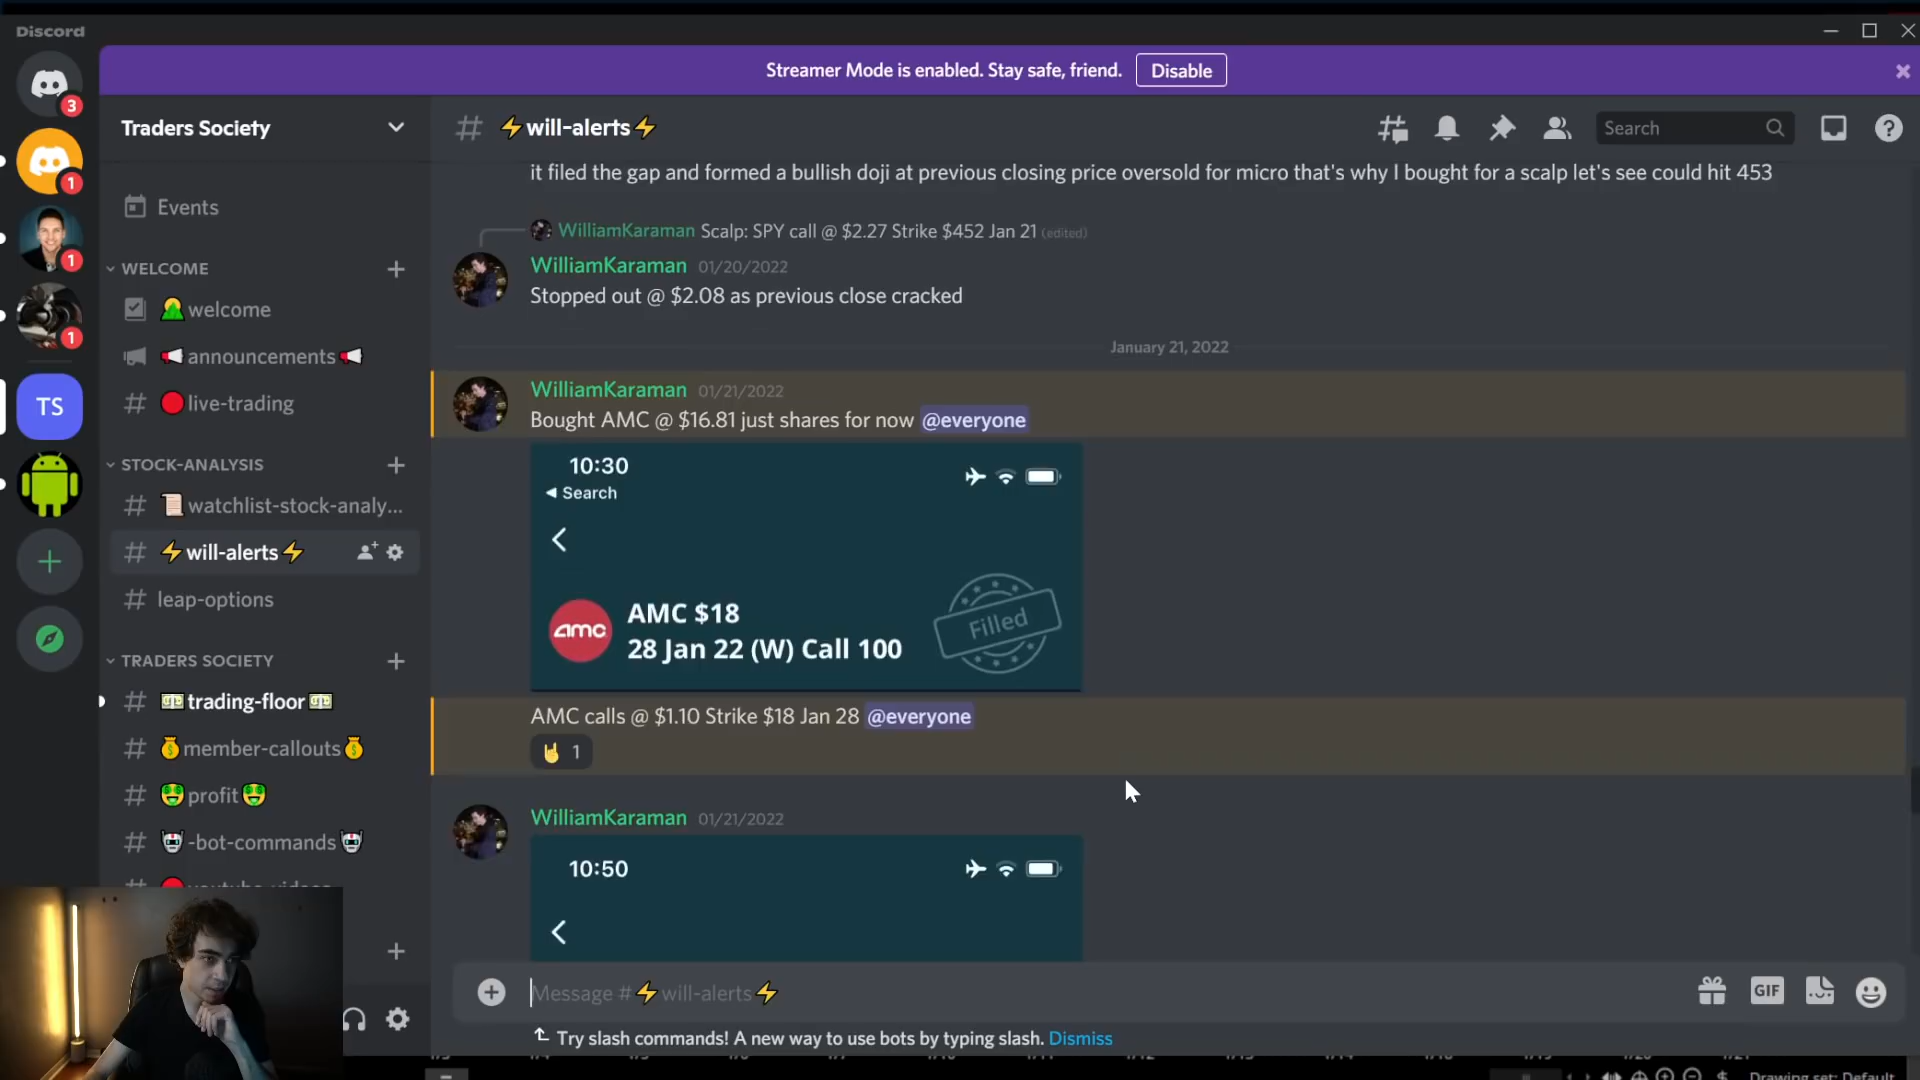 Discord
Streamer Mode is enabled. Stay safe, friend.
Disable
3
1
1
1
TS
Traders Society
Events
WELCOME
welcome
announcements
live-trading
STOCK-ANALYSIS
watchlist-stock-analy...
⚡will-alerts⚡
leap-options
TRADERS SOCIETY
trading-floor
member-callouts
profit
-bot-commands
# ⚡will-alerts⚡
Search
it filed the gap and formed a bullish doji at previous closing price oversold for micro that's why I bought for a scalp let's see could hit 453
WilliamKaraman Scalp: SPY call @ $2.27 Strike $452 Jan 21 (edited)
WilliamKaraman 01/20/2022
Stopped out @ $2.08 as previous close cracked
January 21, 2022
WilliamKaraman 01/21/2022
Bought AMC @ $16.81 just shares for now @everyone
10:30
Search
amc
AMC $18
28 Jan 22 (W) Call 100
Filled
AMC calls @ $1.10 Strike $18 Jan 28 @everyone
1
WilliamKaraman 01/21/2022
10:50
Message #⚡will-alerts⚡
GIF
Try slash commands! A new way to use bots by typing slash. Dismiss
Drawing set: Default